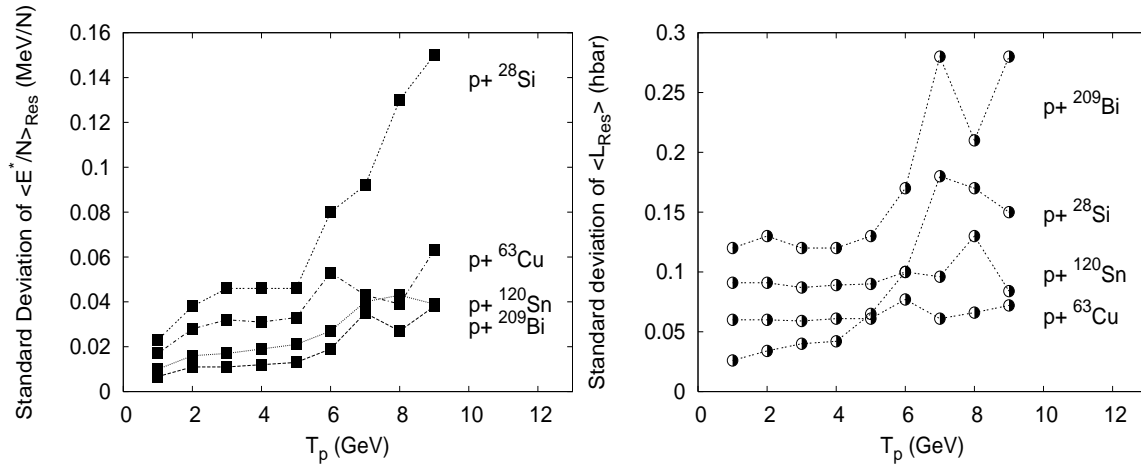 Standard Deviation of <E*/N>Res (MeV/N)
0.16
0.14
0.12
0.1
0.08
0.06
0.04
0.02
0
p+ 28Si
p+ 63Cu
p+ 120Sn
p+ 209Bi
0 2 4 6 8 10 12
Tp (GeV)
Standard deviation of <LRes> (hbar)
0.3
0.25
0.2
0.15
0.1
0.05
0
p+ 209Bi
p+ 28Si
p+ 120Sn
p+ 63Cu
0 2 4 6 8 10 12
Tp (GeV)